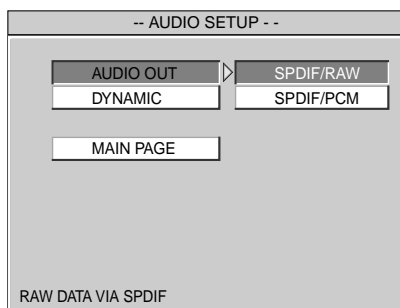 -- AUDIO SETUP - -
AUDIO OUT SPDIF/RAW
DYNAMIC SPDIF/PCM
MAIN PAGE
RAW DATA VIA SPDIF